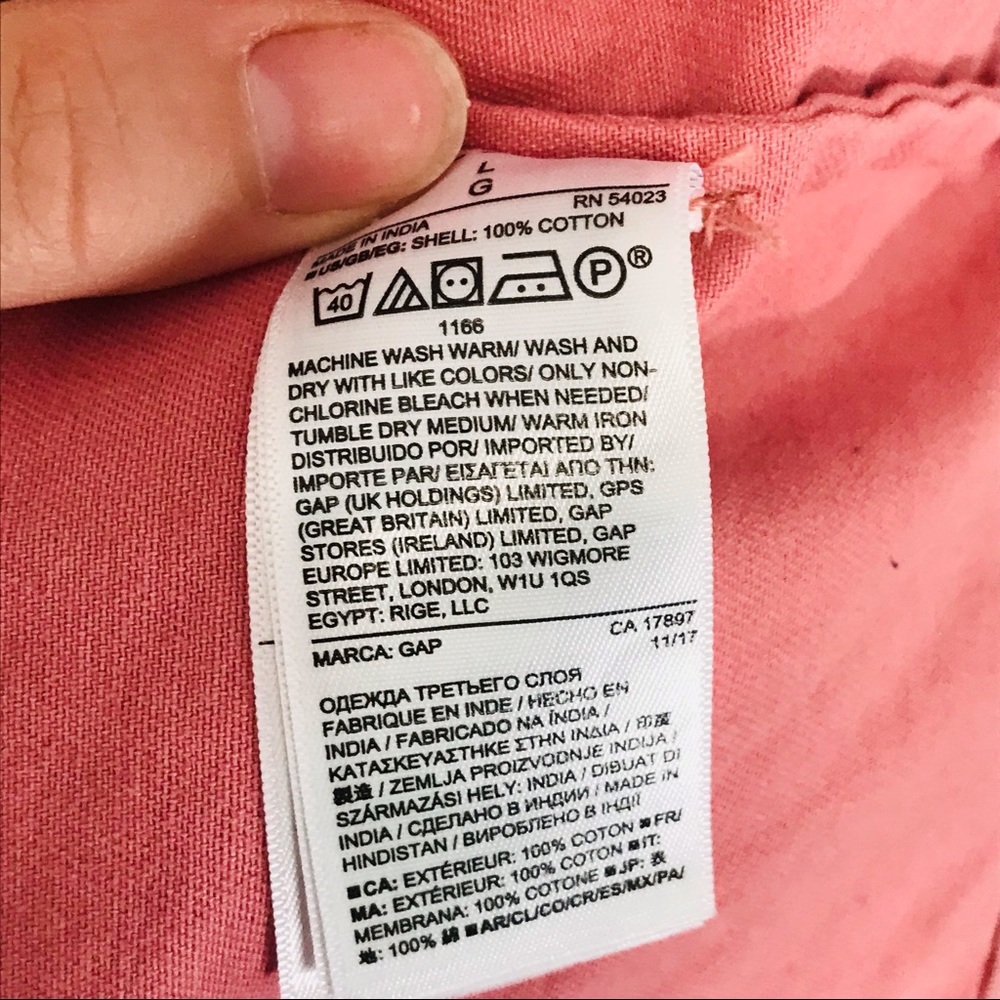 L
G
RN 54023
MADE IN INDIA
■US/GB/EG: SHELL: 100% COTTON
40 P ®
1166
MACHINE WASH WARM/ WASH AND
DRY WITH LIKE COLORS/ ONLY NON-
CHLORINE BLEACH WHEN NEEDED/
TUMBLE DRY MEDIUM/ WARM IRON
DISTRIBUIDO POR/ IMPORTED BY/
IMPORTE PAR/ ΕΙΣΑΓΕΤΑΙ ΑΠΟ ΤΗΝ:
GAP (UK HOLDINGS) LIMITED, GPS
(GREAT BRITAIN) LIMITED, GAP
STORES (IRELAND) LIMITED, GAP
EUROPE LIMITED: 103 WIGMORE
STREET, LONDON, W1U 1QS
EGYPT: RIGE, LLC
CA 17897
MARCA: GAP
11/17
ОДЕЖДА ТРЕТЬЕГО СЛОЯ
FABRIQUE EN INDE / HECHO EN
INDIA / FABRICADO NA ÍNDIA /
ΚΑΤΑΣΚΕΥΑΣΤΗΚΕ ΣΤΗΝ ΙΝΔΙΑ / 印度
製造 / ZEMLJA PROIZVODNJE INDIJA /
SZÁRMAZÁSI HELY: INDIA / DIBUAT DI
INDIA / СДЕЛАНО В ИНДИИ / MADE IN
HINDISTAN / ВИРОБЛЕНО В ІНДІЇ
■CA: EXTÉRIEUR: 100% COTON ■FR/
MA: EXTÉRIEUR: 100% COTON ■IT:
MEMBRANA: 100% COTONE ■JP: 表
地: 100% 綿 ■AR/CL/CO/CR/ES/MX/PA/